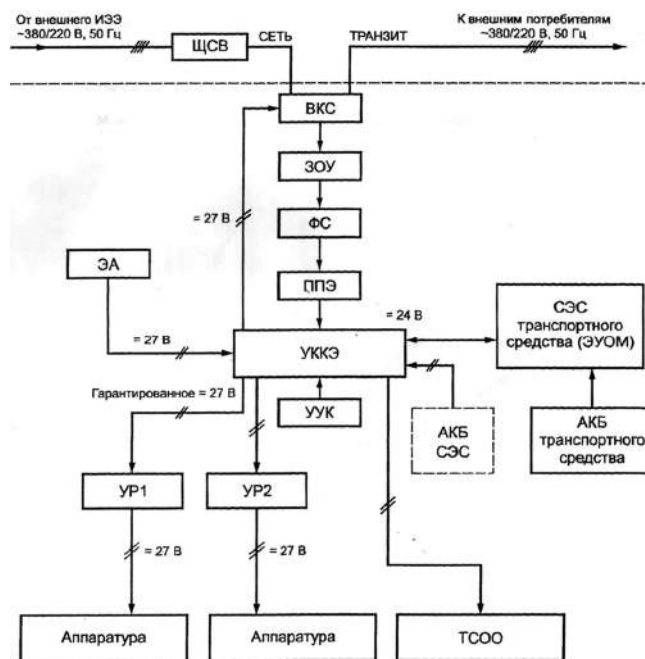 От внешнего ИЭЭ
~380/220 В, 50 Гц
К внешним потребителям
~380/220 В, 50 Гц
ЩСВ
СЕТЬ
ТРАНЗИТ
ВКС
ЗОУ
= 27 В
ФС
ЭА
ППЭ
= 24 В
СЭС
транспортного
средства (ЭУОМ)
= 27 В
УККЭ
Гарантированное = 27 В
УУК
АКБ
СЭС
АКБ
транспортного
средства
УР1
УР2
= 27 В
= 27 В
Аппаратура
Аппаратура
ТСОО